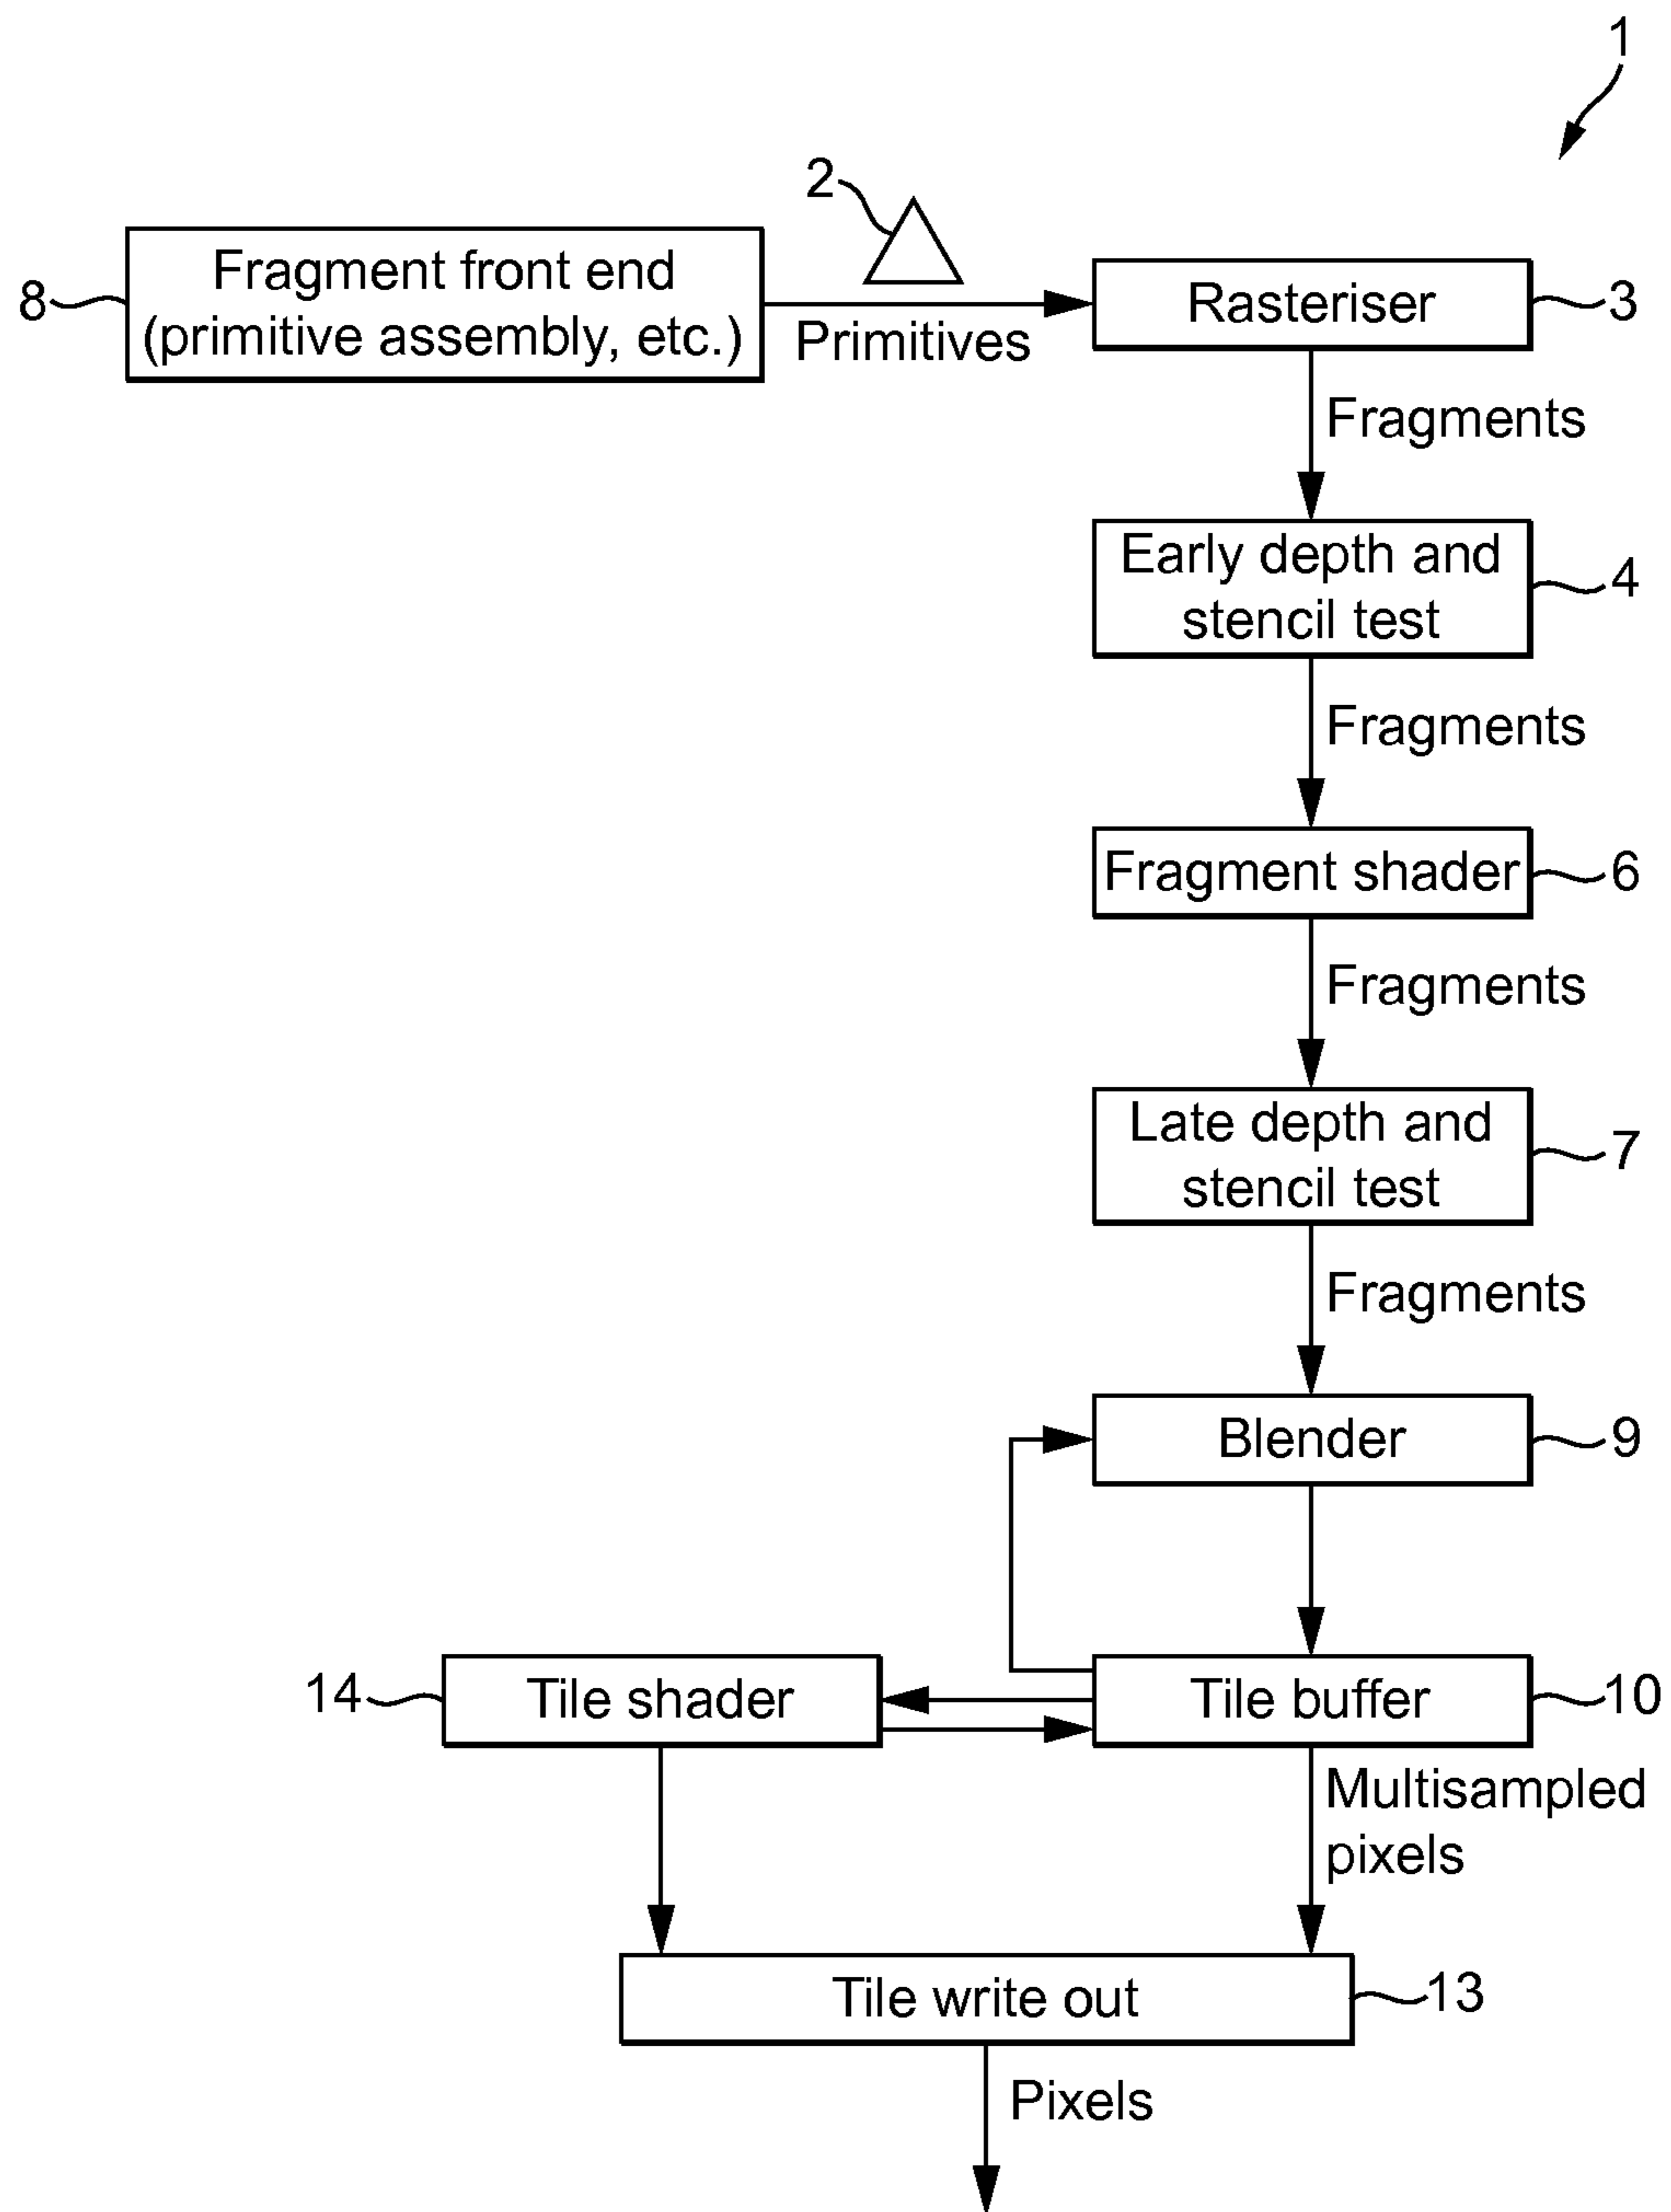 1
2
Fragment front end
(primitive assembly, etc.)
8
Primitives
Rasteriser
3
Fragments
Early depth and
stencil test
4
Fragments
Fragment shader
6
Fragments
Late depth and
stencil test
7
Fragments
Blender
9
14
Tile shader
Tile buffer
10
Multisampled
pixels
Tile write out
13
Pixels